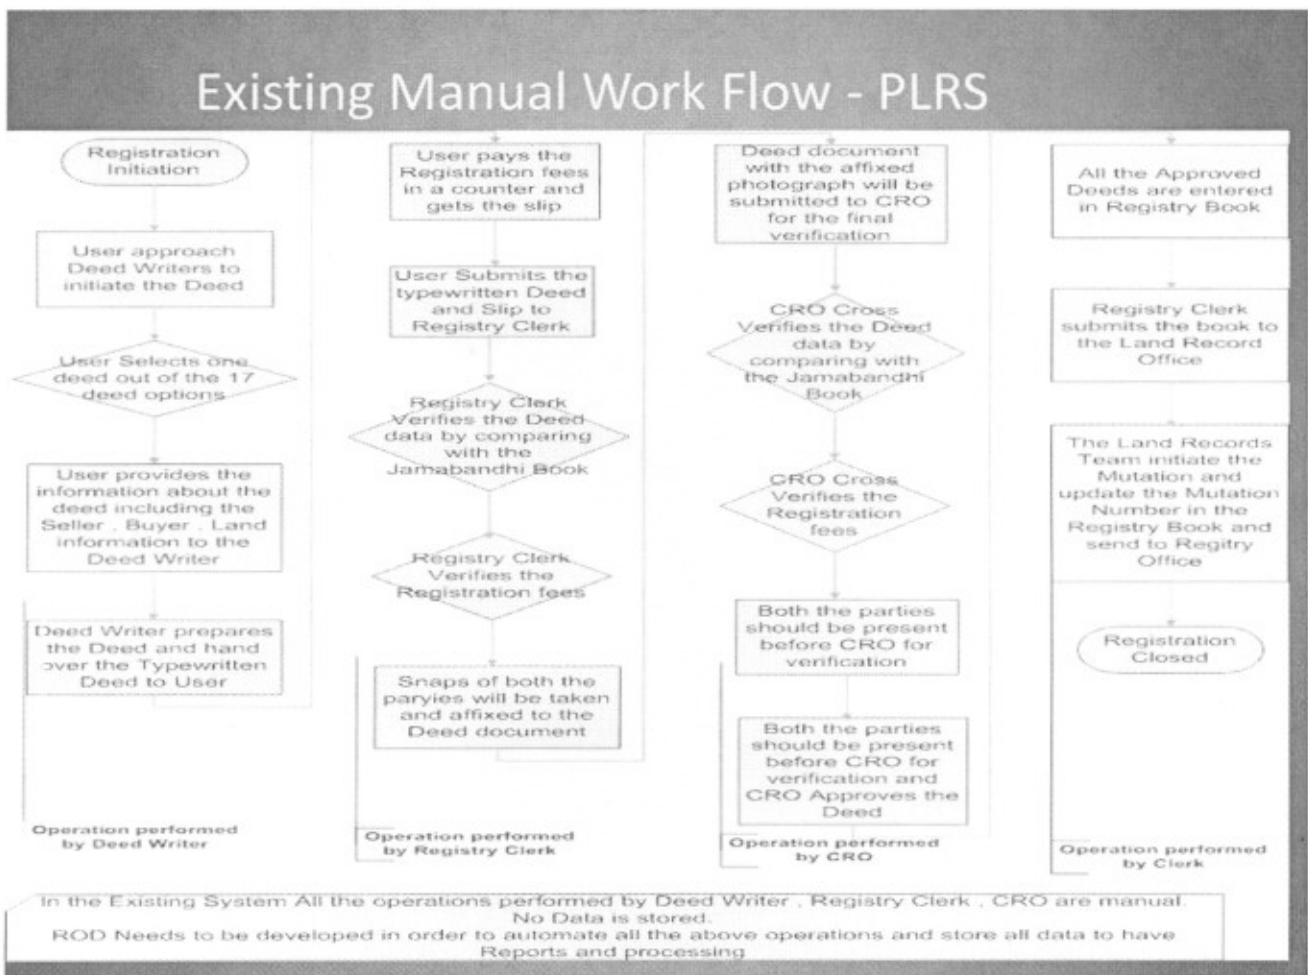 Existing Manual Work Flow - PLRS
Registration
Initiation
User approach
Deed Writers to
initiate the Deed
User Selects one
deed out of the 17
deed options
User provides the
information about the
deed including the
Seller , Buyer , Land
information to the
Deed Writer
Deed Writer prepares
the Deed and hand
over the Typewritten
Deed to User
Operation performed
by Deed Writer
User pays the
Registration fees
in a counter and
gets the slip
User Submits the
typewritten Deed
and Slip to
Registry Clerk
Registry Clerk
Verifies the Deed
data by comparing
with the
Jamabandhi Book
Registry Clerk
Verifies the
Registration fees
Snaps of both the
paryies will be taken
and affixed to the
Deed document
Operation performed
by Registry Clerk
Deed document
with the affixed
photograph will be
submitted to CRO
for the final
verification
CRO Cross
Verifies the Deed
data by
comparing with
the Jamabandhi
Book
CRO Cross
Verifies the
Registration
fees
Both the parties
should be present
before CRO for
verification
Both the parties
should be present
before CRO for
verification and
CRO Approves the
Deed
Operation performed
by CRO
All the Approved
Deeds are entered
in Registry Book
Registry Clerk
submits the book to
the Land Record
Office
The Land Records
Team initiate the
Mutation and
update the Mutation
Number in the
Registry Book and
send to Regitry
Office
Registration
Closed
Operation performed
by Clerk
In the Existing System All the operations performed by Deed Writer , Registry Clerk , CRO are manual.
No Data is stored.
ROD Needs to be developed in order to automate all the above operations and store all data to have
Reports and processing